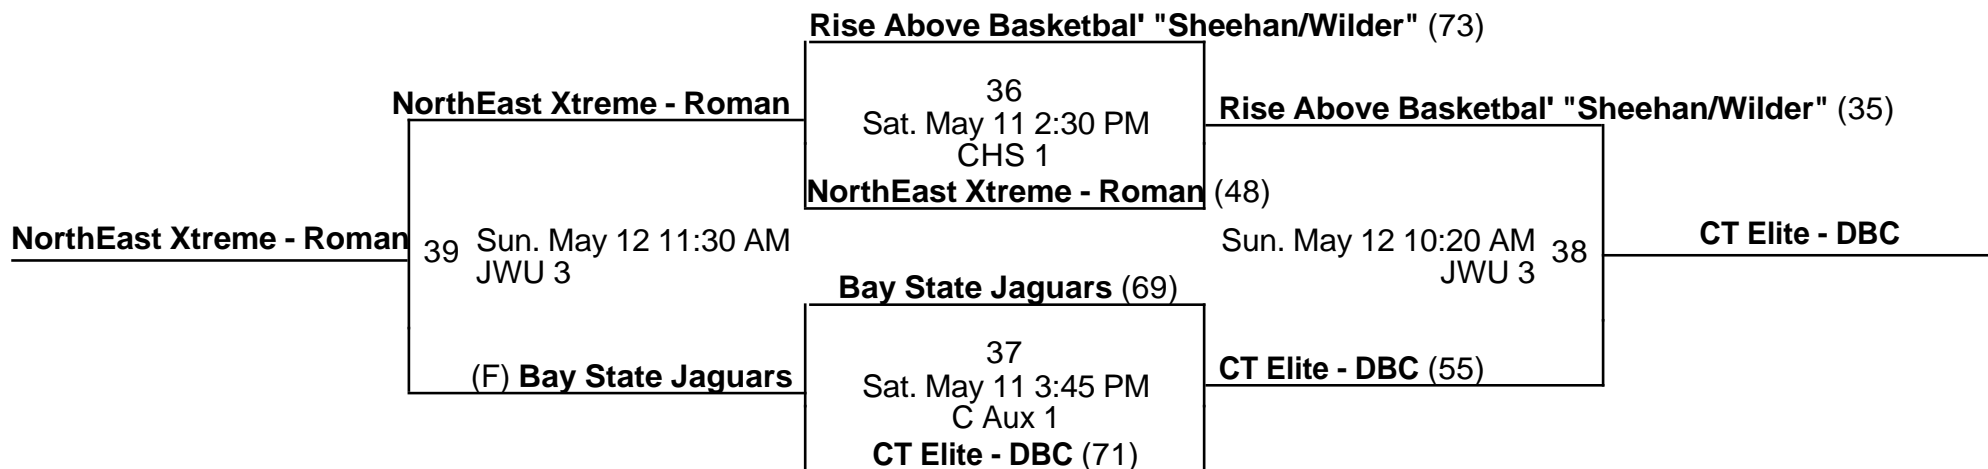 Rise Above Basketbal' "Sheehan/Wilder" (73)
NorthEast Xtreme - Roman
36
Sat. May 11 2:30 PM
CHS 1
Rise Above Basketbal' "Sheehan/Wilder" (35)
NorthEast Xtreme - Roman (48)
NorthEast Xtreme - Roman
39 Sun. May 12 11:30 AM
JWU 3
Sun. May 12 10:20 AM 38
JWU 3
CT Elite - DBC
Bay State Jaguars (69)
(F) Bay State Jaguars
37
Sat. May 11 3:45 PM
C Aux 1
CT Elite - DBC (55)
CT Elite - DBC (71)